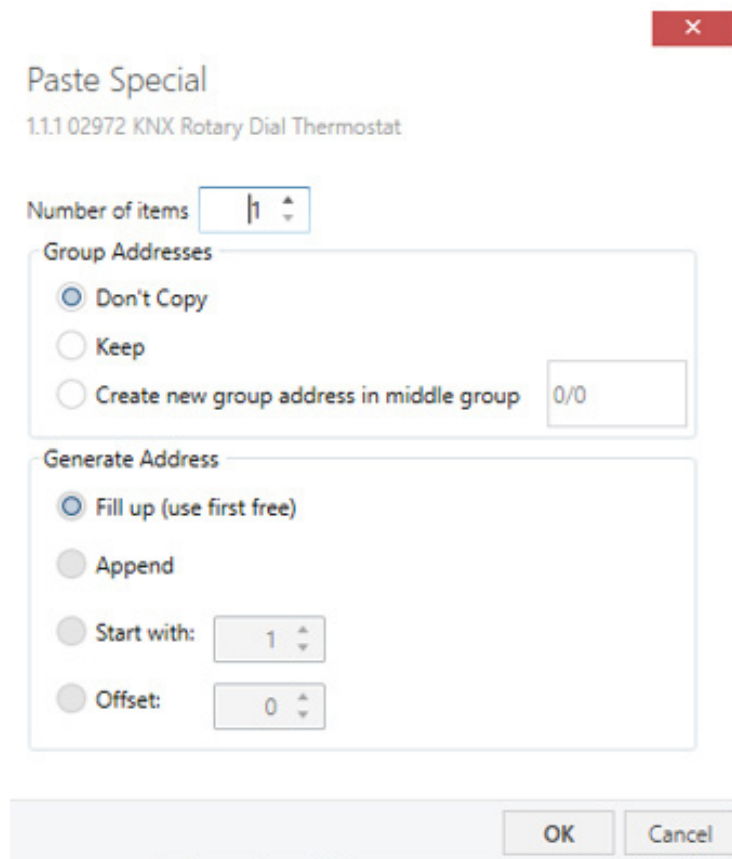 Paste Special
1.1.1 02972 KNX Rotary Dial Thermostat
Number of items 1
Group Addresses
Don't Copy
Keep
Create new group address in middle group 0/0
Generate Address
Fill up (use first free)
Append
Start with: 1
Offset: 0
OK Cancel